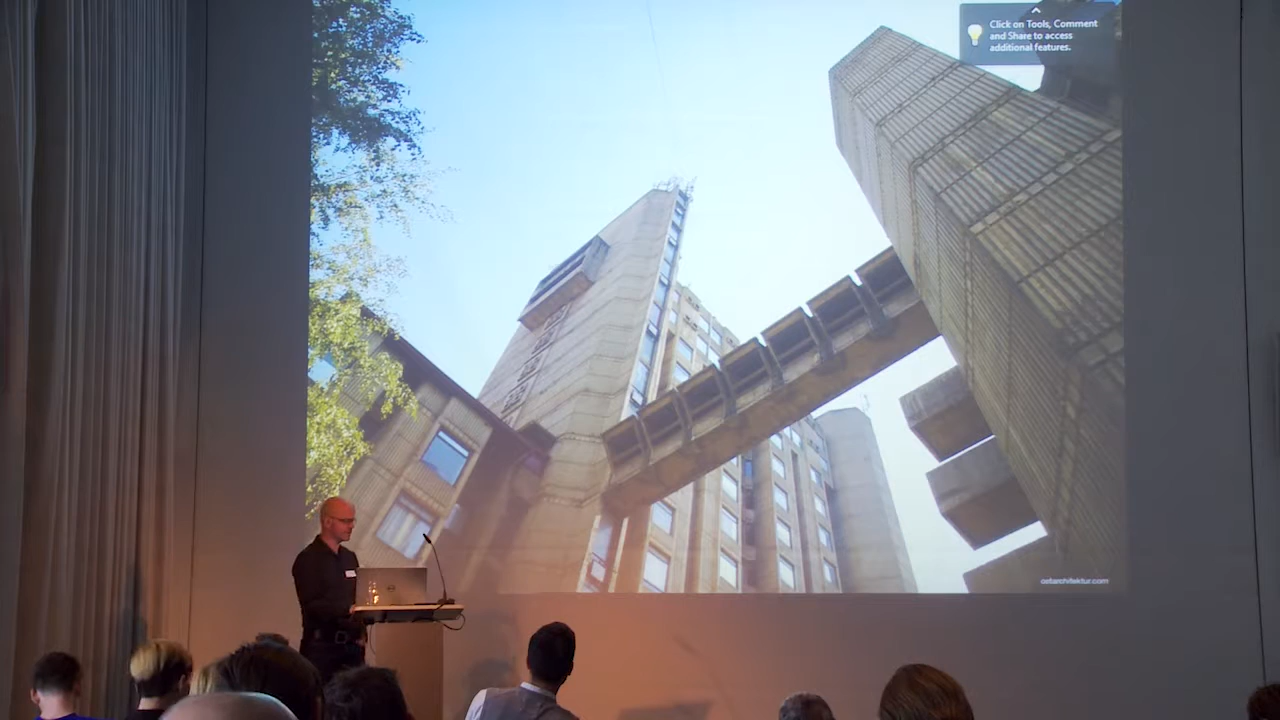 Click on Tools, Comment
and Share to access
additional features.
ostarchitektur.com